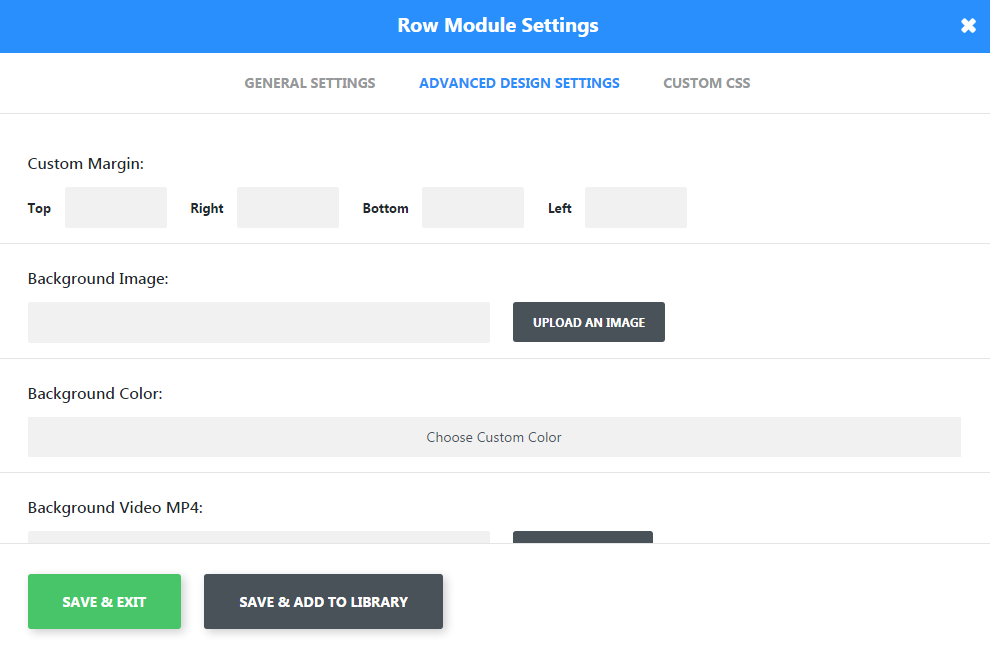 Row Module Settings
GENERAL SETTINGS ADVANCED DESIGN SETTINGS CUSTOM CSS
Custom Margin:
Top Right Bottom Left
Background Image:
UPLOAD AN IMAGE
Background Color:
Choose Custom Color
Background Video MP4:
SAVE & EXIT SAVE & ADD TO LIBRARY